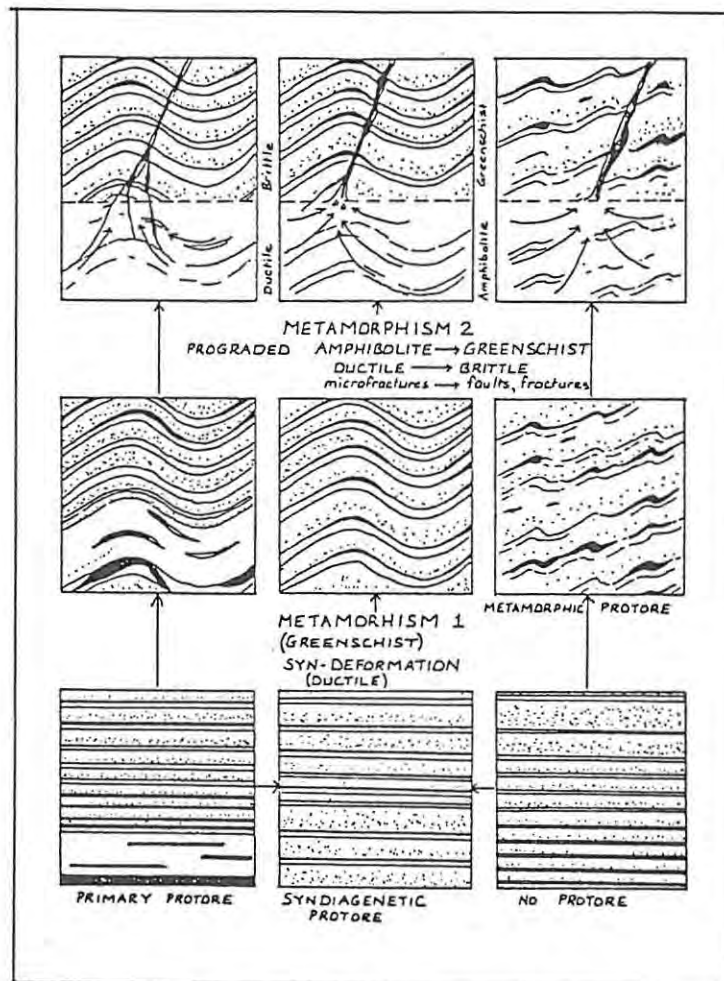 Brittle
Ductile
Greenschist
Amphibolite
METAMORPHISM 2
PROGRADED AMPHIBOLITE → GREENSCHIST
DUCTILE → BRITTLE
microfractures → faults, fractures
METAMORPHIC PROTORE
METAMORHISM 1
(GREENSCHIST)
SYN-DEFORMATION
(DUCTILE)
PRIMARY PROTORE
SYNDIAGENETIC
PROTORE
NO PROTORE